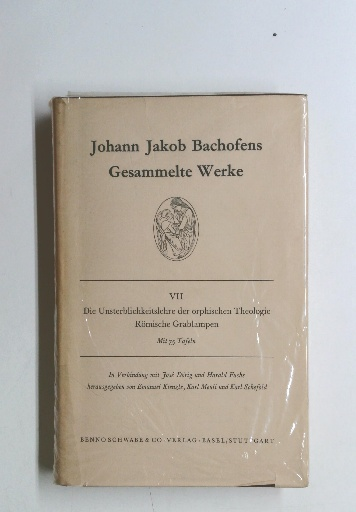 Johann Jakob Bachofens
Gesammelte Werke
VII
Die Unsterblichkeitslehre der orphischen Theologie
Römische Grablampen
Mit 75 Tafeln
In Verbindung mit José Dörig und Harald Fuchs
herausgegeben von Emanuel Kienzle, Karl Meuli und Karl Schefold
BENNO SCHWABE & CO · VERLAG · BASEL/STUTTGART